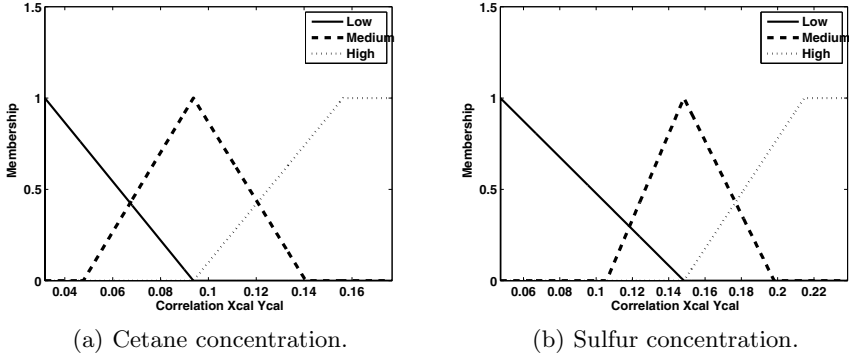 1.5
1
0.5
0
Membership
0.04 0.06 0.08 0.1 0.12 0.14 0.16
Correlation Xcal Ycal
Low
Medium
High
(a) Cetane concentration.
1.5
1
0.5
0
Membership
0.06 0.08 0.1 0.12 0.14 0.16 0.18 0.2 0.22
Correlation Xcal Ycal
Low
Medium
High
(b) Sulfur concentration.